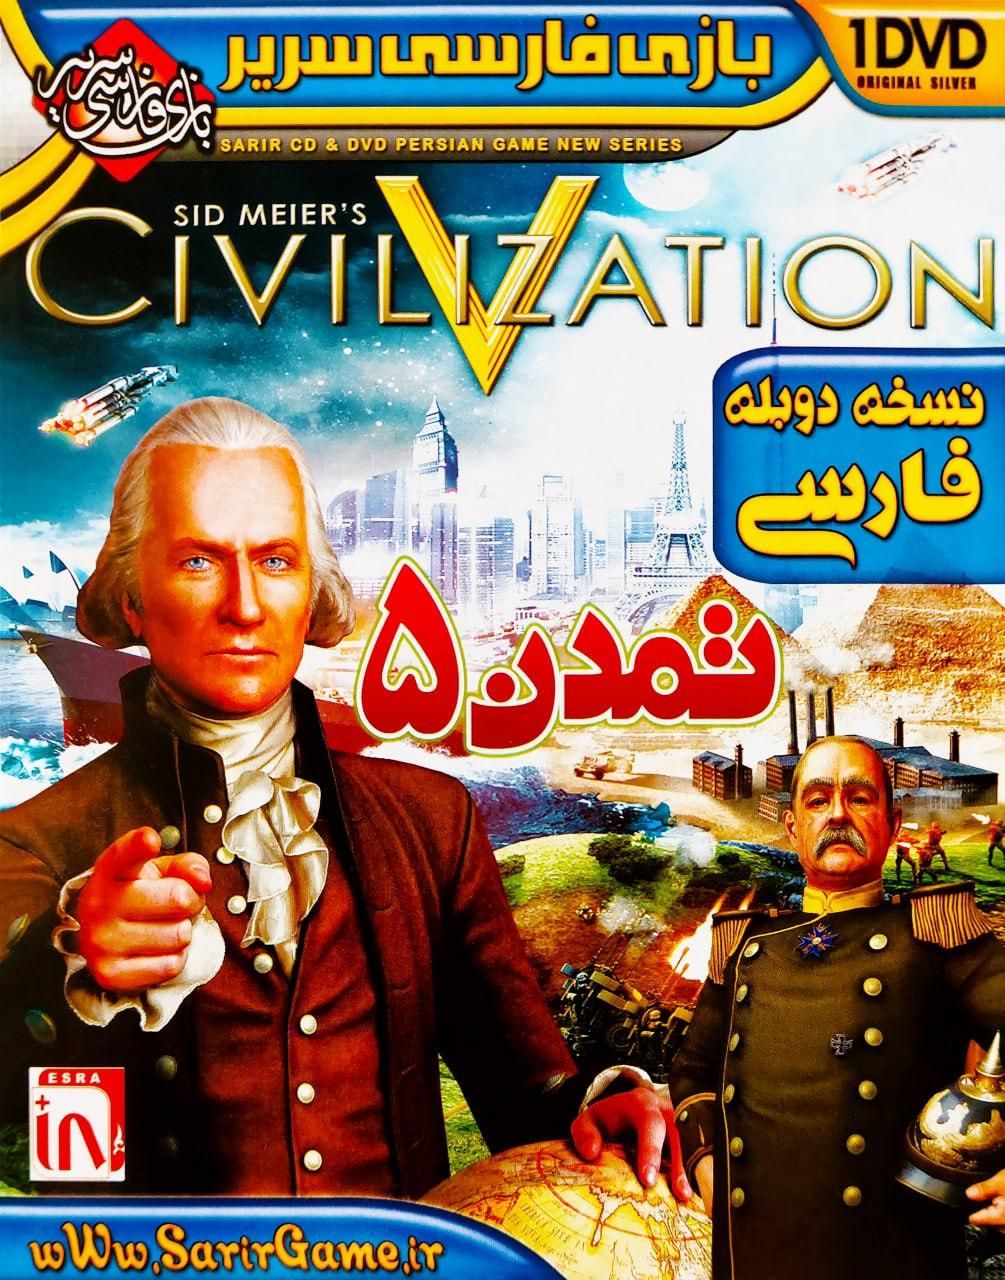 بازی فارسی سریر
1DVD
ORIGINAL SILVER
بازی فارسی سریر
SARIR CD & DVD PERSIAN GAME NEW SERIES
SID MEIER'S
CIVILIZATION
V
نسخه دوبله
فارسی
تمدن ۵
ESRA
+۱۸
wWw.SarirGame.ir